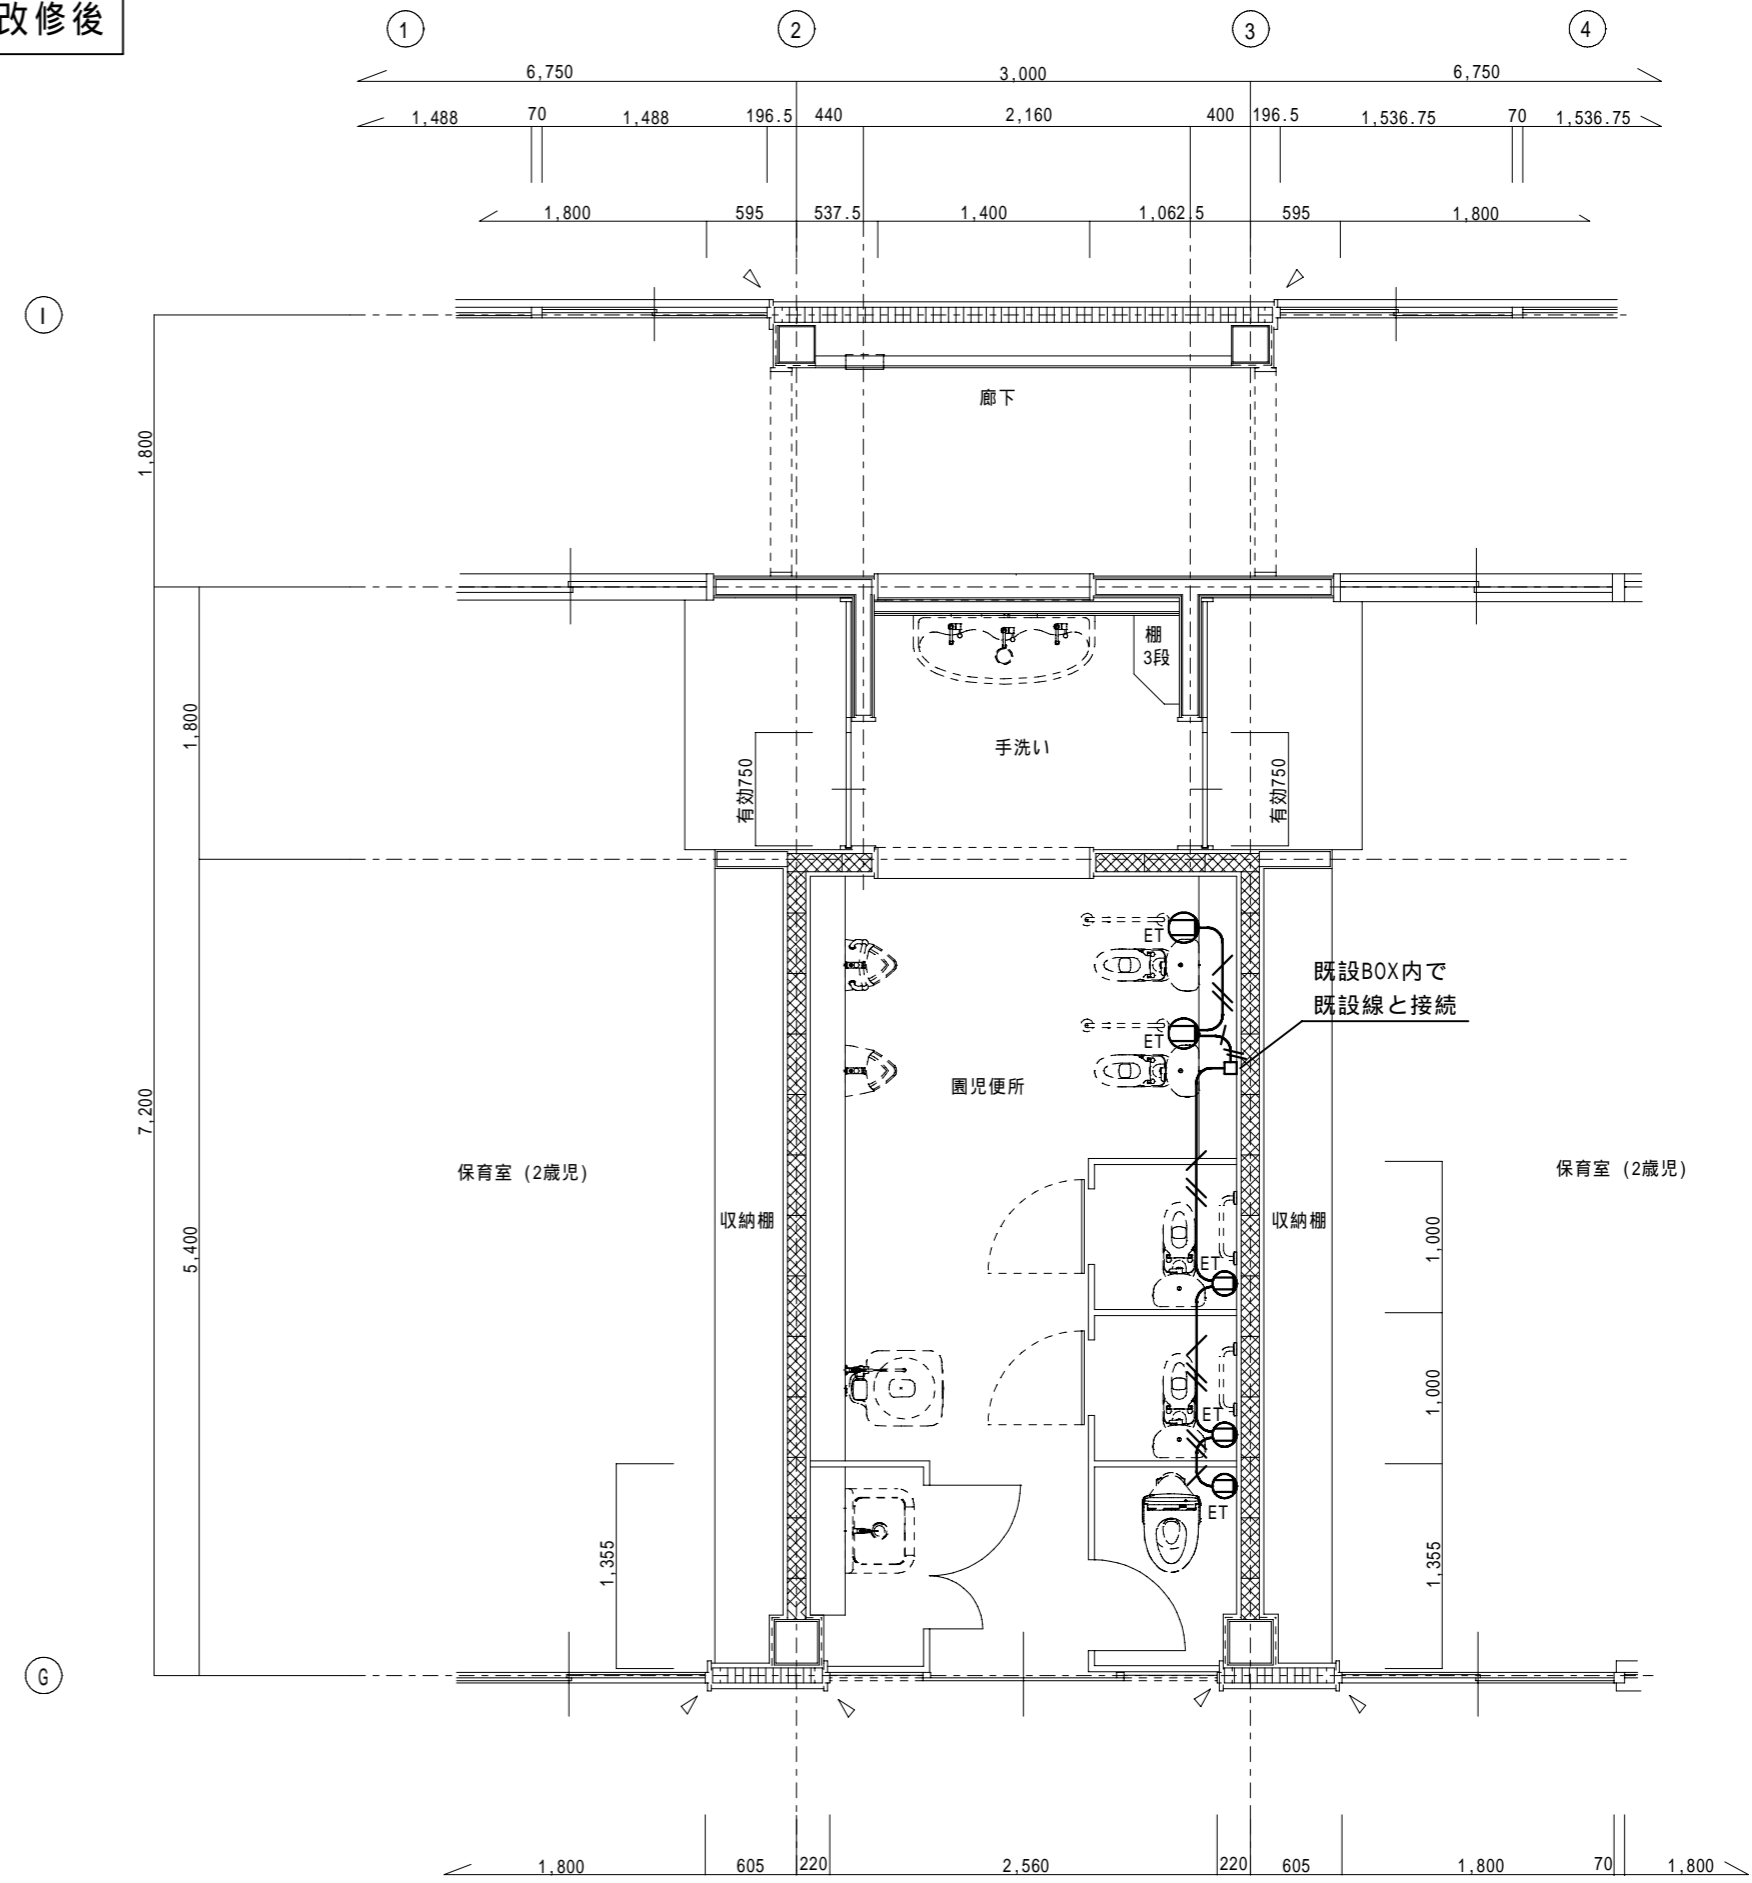 改修後
1 2 3 4
6,750 3,000 6,750
1,488 70 1,488 196.5 440 2,160 400 196.5 1,536.75 70 1,536.75
1,800 595 537.5 1,400 1,062.5 595 1,800
I
廊下
1,800
棚
3段
手洗い
1,800
有効750
有効750
ET
既設BOX内で
既設線と接続
ET
園児便所
7,200
保育室 (2歳児)
保育室 (2歳児)
収納棚
収納棚
5,400
1,000
ET
1,000
ET
ET
1,355
1,355
G
1,800 605 220 2,560 220 605 1,800 70 1,800